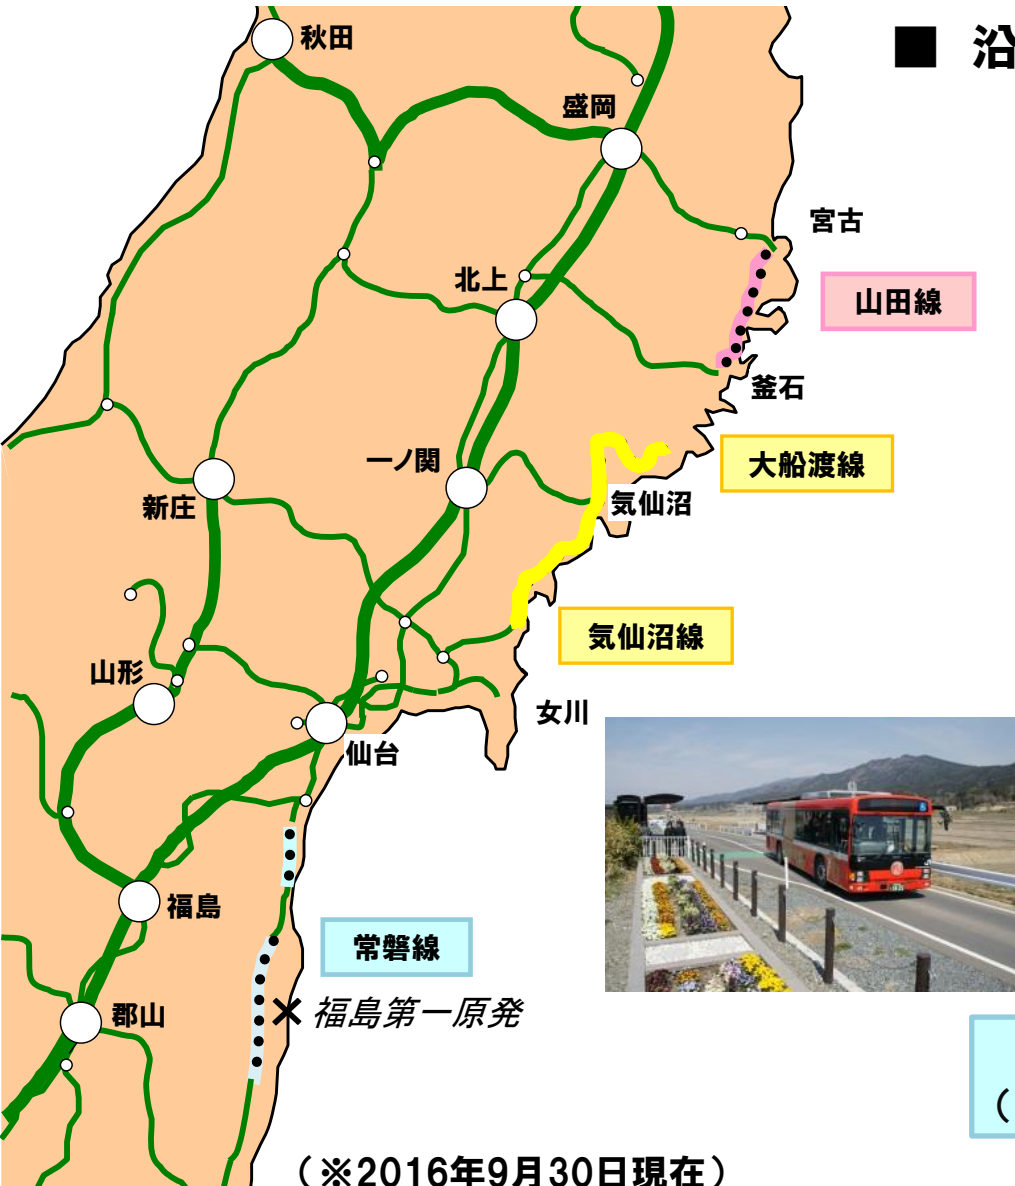 ■ 沿
秋田
盛岡
宮古
北上
山田線
釜石
一ノ関
大船渡線
新庄
気仙沼
気仙沼線
山形
女川
仙台
福島
常磐線
郡山
福島第一原発
（
（※2016年9月30日現在）